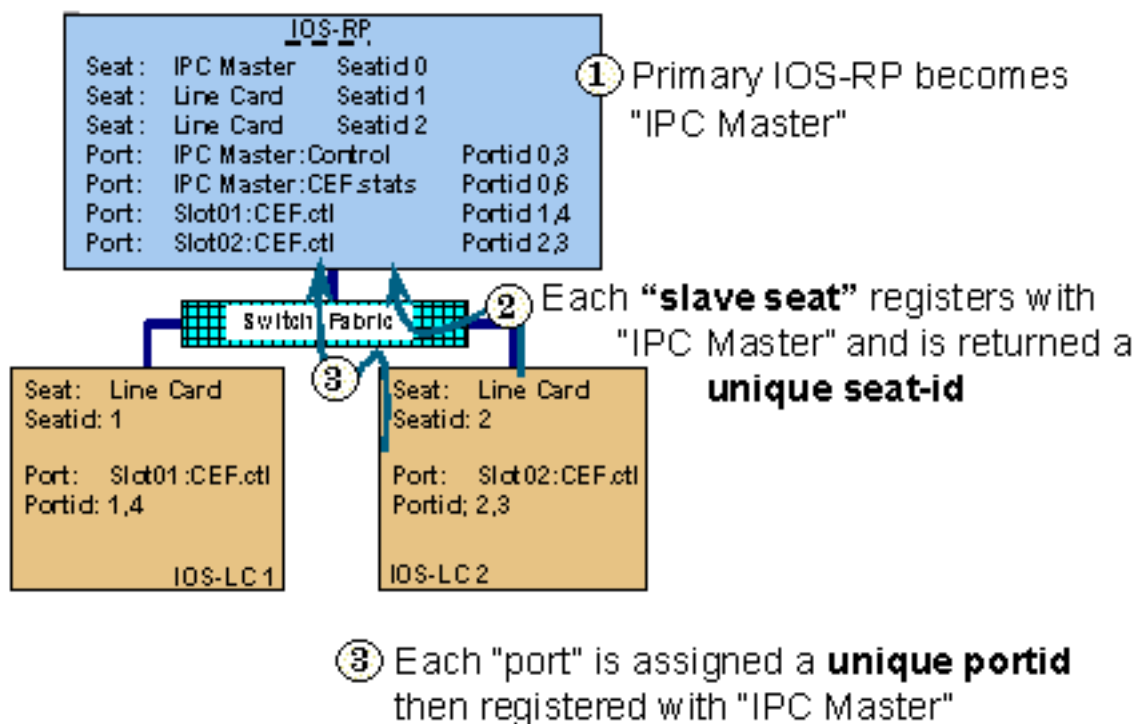 IOS-RP
Seat: IPC Master Seatid 0
Seat: Line Card Seatid 1
Seat: Line Card Seatid 2
Port: IPC Master:Control Portid 0,3
Port: IPC Master:CEF.stats Portid 0,6
Port: Slot01:CEF.ctl Portid 1,4
Port: Slot02:CEF.ctl Portid 2,3
1 Primary IOS-RP becomes
"IPC Master"
Switch Fabric
2 Each “slave seat” registers with
"IPC Master" and is returned a
unique seat-id
3
Seat: Line Card
Seatid: 1
Port: Slot01:CEF.ctl
Portid: 1,4
IOS-LC 1
Seat: Line Card
Seatid: 2
Port: Slot02:CEF.ctl
Portid; 2,3
IOS-LC 2
3 Each "port" is assigned a unique portid
then registered with "IPC Master"